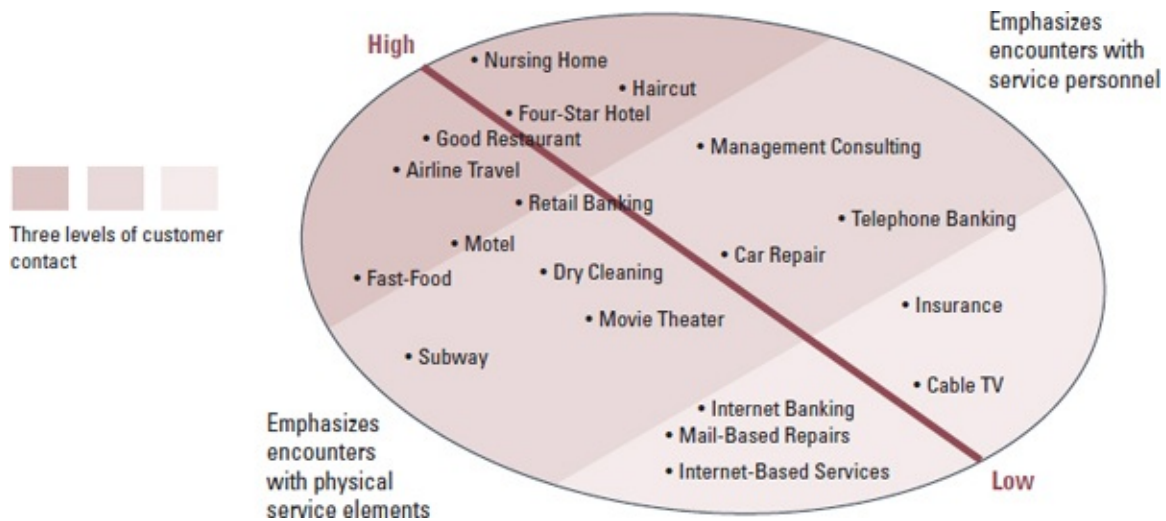 High
Emphasizes
encounters with
service personnel
• Nursing Home
• Haircut
• Four-Star Hotel
• Good Restaurant
• Management Consulting
• Airline Travel
• Retail Banking
• Telephone Banking
Three levels of customer
contact
• Motel
• Car Repair
• Fast-Food
• Dry Cleaning
• Insurance
• Movie Theater
• Subway
• Cable TV
• Internet Banking
Emphasizes
encounters
with physical
service elements
• Mail-Based Repairs
• Internet-Based Services
Low